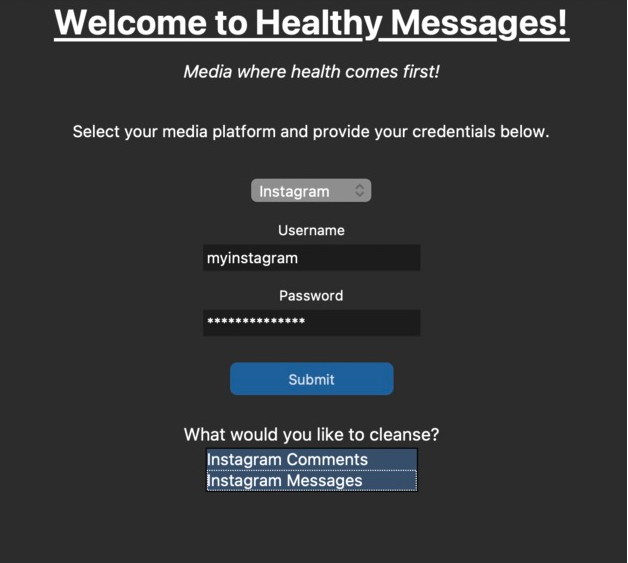 Welcome to Healthy Messages!
Media where health comes first!
Select your media platform and provide your credentials below.
Instagram
Username
myinstagram
Password
**************
Submit
What would you like to cleanse?
Instagram Comments
Instagram Messages